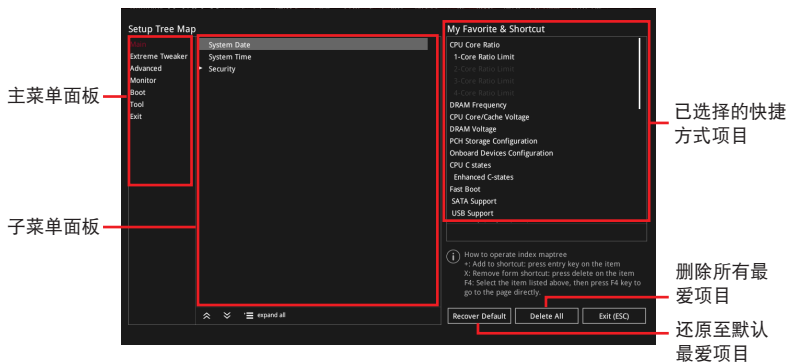 Setup Tree Map
Main
Extreme Tweaker
Advanced
Monitor
Boot
Tool
Exit
System Date
System Time
Security
expand all
My Favorite & Shortcut
CPU Core Ratio
1-Core Ratio Limit
2-Core Ratio Limit
3-Core Ratio Limit
4-Core Ratio Limit
DRAM Frequency
CPU Core/Cache Voltage
DRAM Voltage
PCH Storage Configuration
Onboard Devices Configuration
CPU C states
Enhanced C-states
Fast Boot
SATA Support
USB Support
How to operate index maptree
+: Add to shortcut: press entry key on the item
X: Remove form shortcut: press delete on the item
F4: Select the item listed above, then press F4 key to
go to the page directly.
Recover Default
Delete All
Exit (ESC)
主菜单面板
子菜单面板
已选择的快捷
方式项目
删除所有最
爱项目
还原至默认
最爱项目